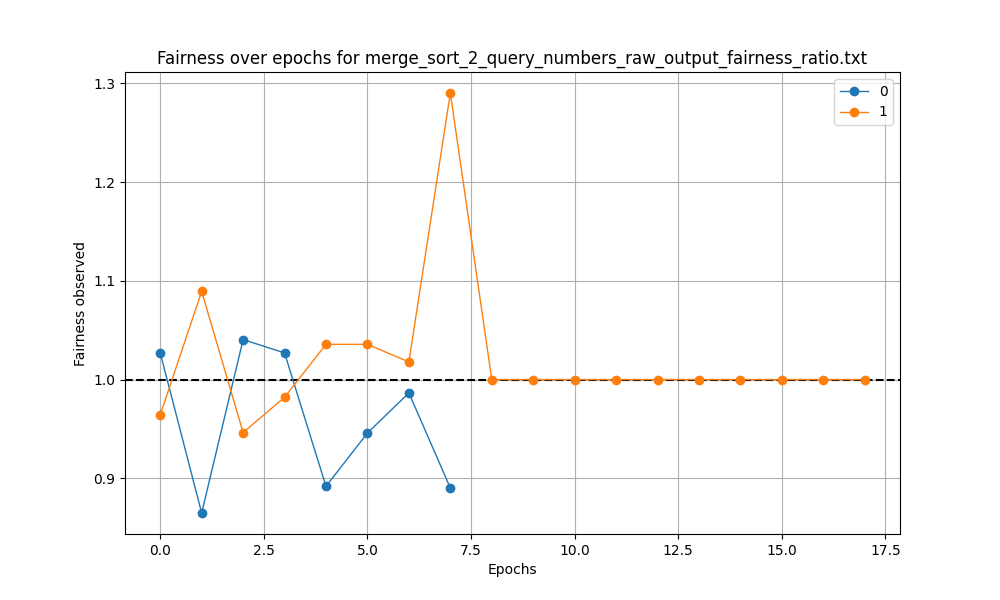 Fairness over epochs for merge_sort_2_query_numbers_raw_output_fairness_ratio.txt
0
1
1.3
1.2
1.1
1.0
0.9
Fairness observed
0.0 2.5 5.0 7.5 10.0 12.5 15.0 17.5
Epochs